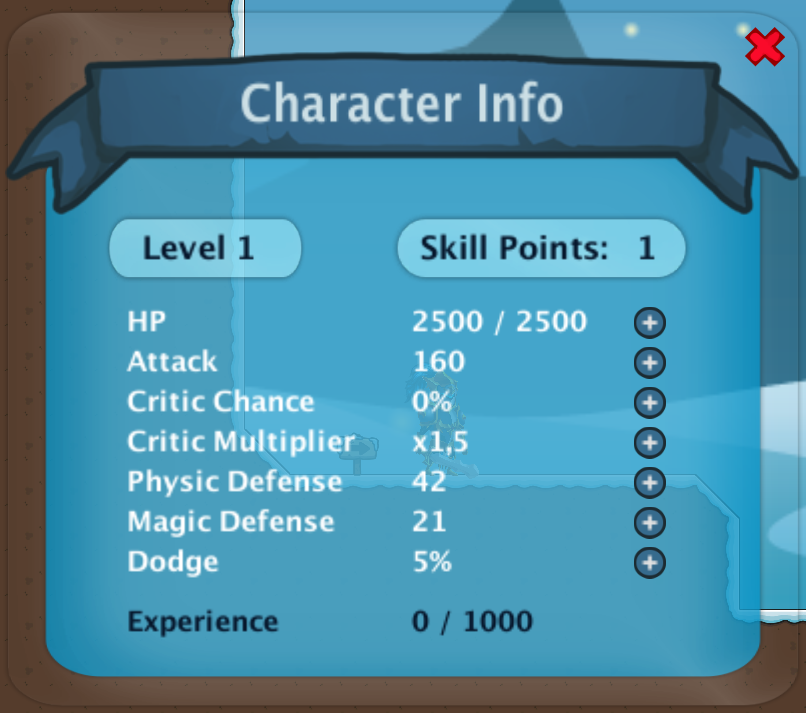 Character Info
Level 1
Skill Points: 1
HP 2500 / 2500
Attack 160
Critic Chance 0%
Critic Multiplier x1,5
Physic Defense 42
Magic Defense 21
Dodge 5%
Experience 0 / 1000